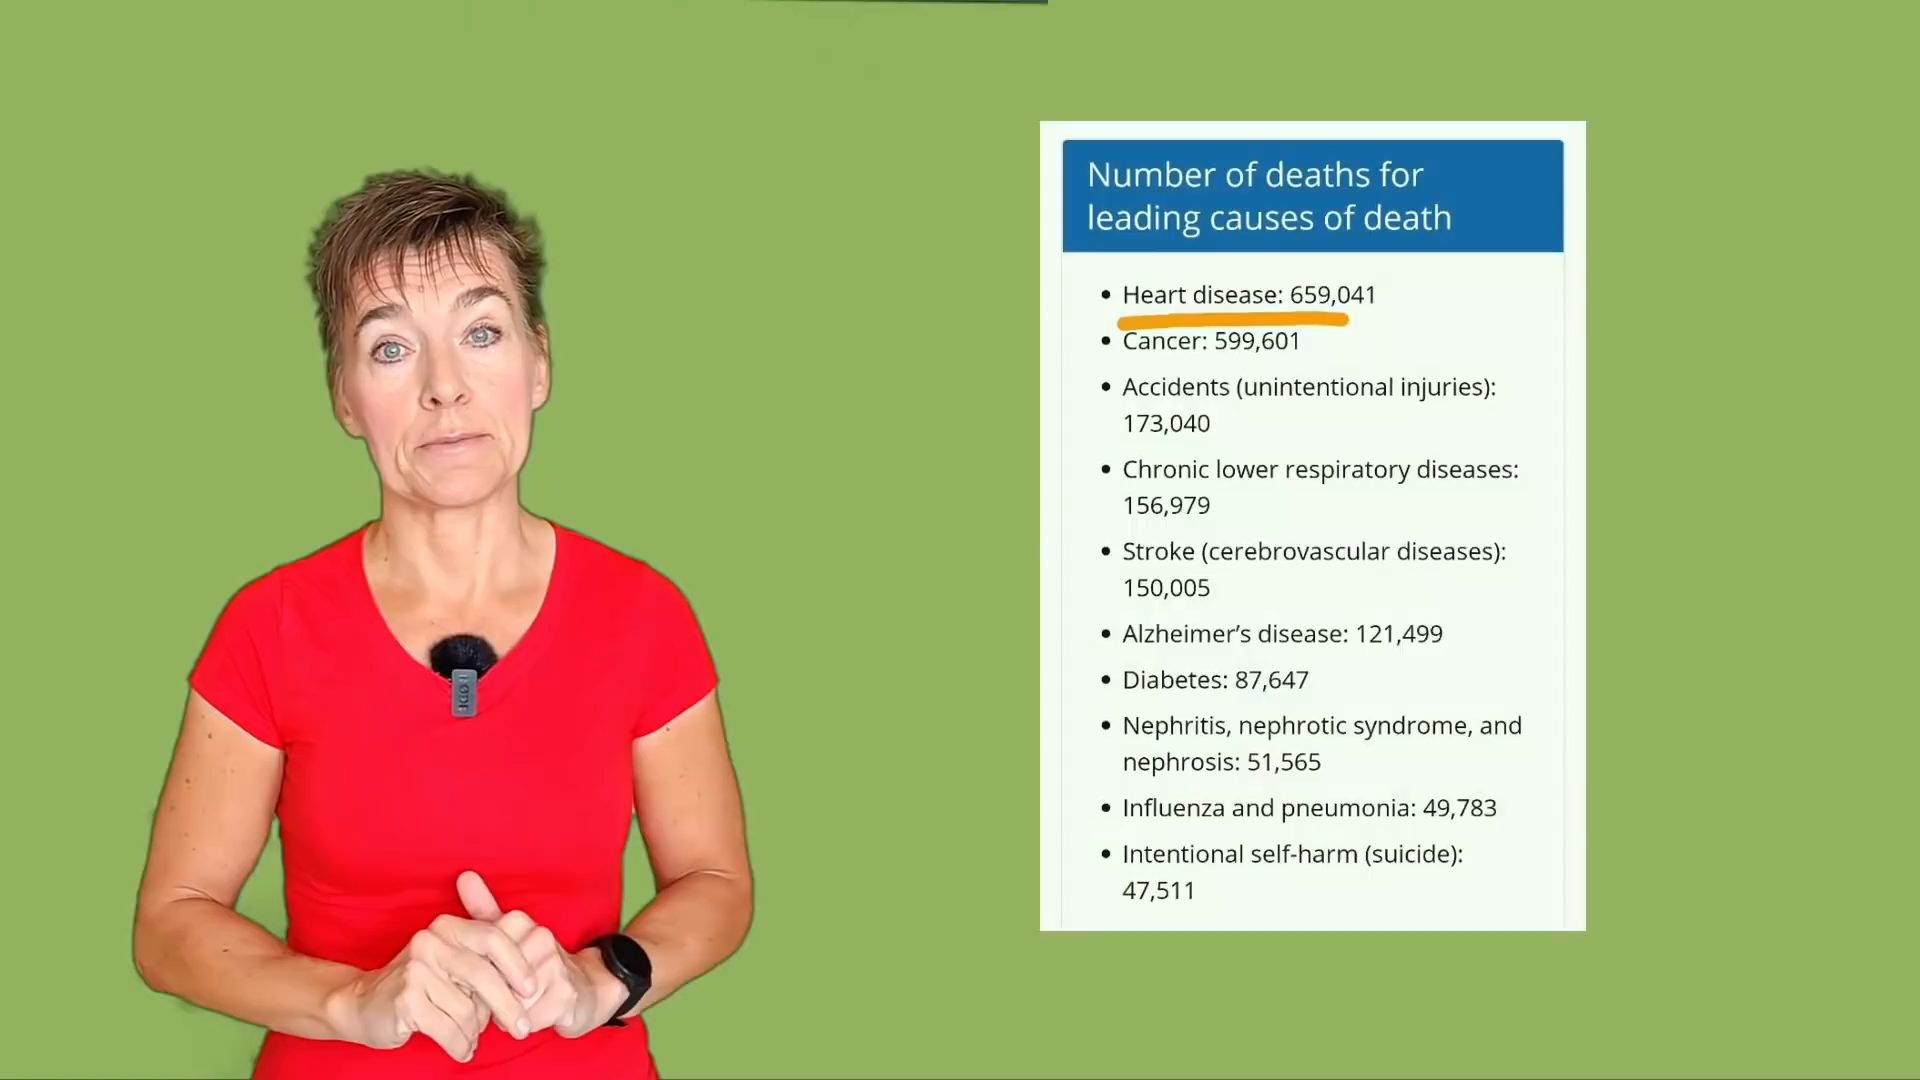 Number of deaths for
leading causes of death
• Heart disease: 659,041
• Cancer: 599,601
• Accidents (unintentional injuries):
173,040
• Chronic lower respiratory diseases:
156,979
• Stroke (cerebrovascular diseases):
150,005
• Alzheimer’s disease: 121,499
• Diabetes: 87,647
• Nephritis, nephrotic syndrome, and
nephrosis: 51,565
• Influenza and pneumonia: 49,783
• Intentional self-harm (suicide):
47,511